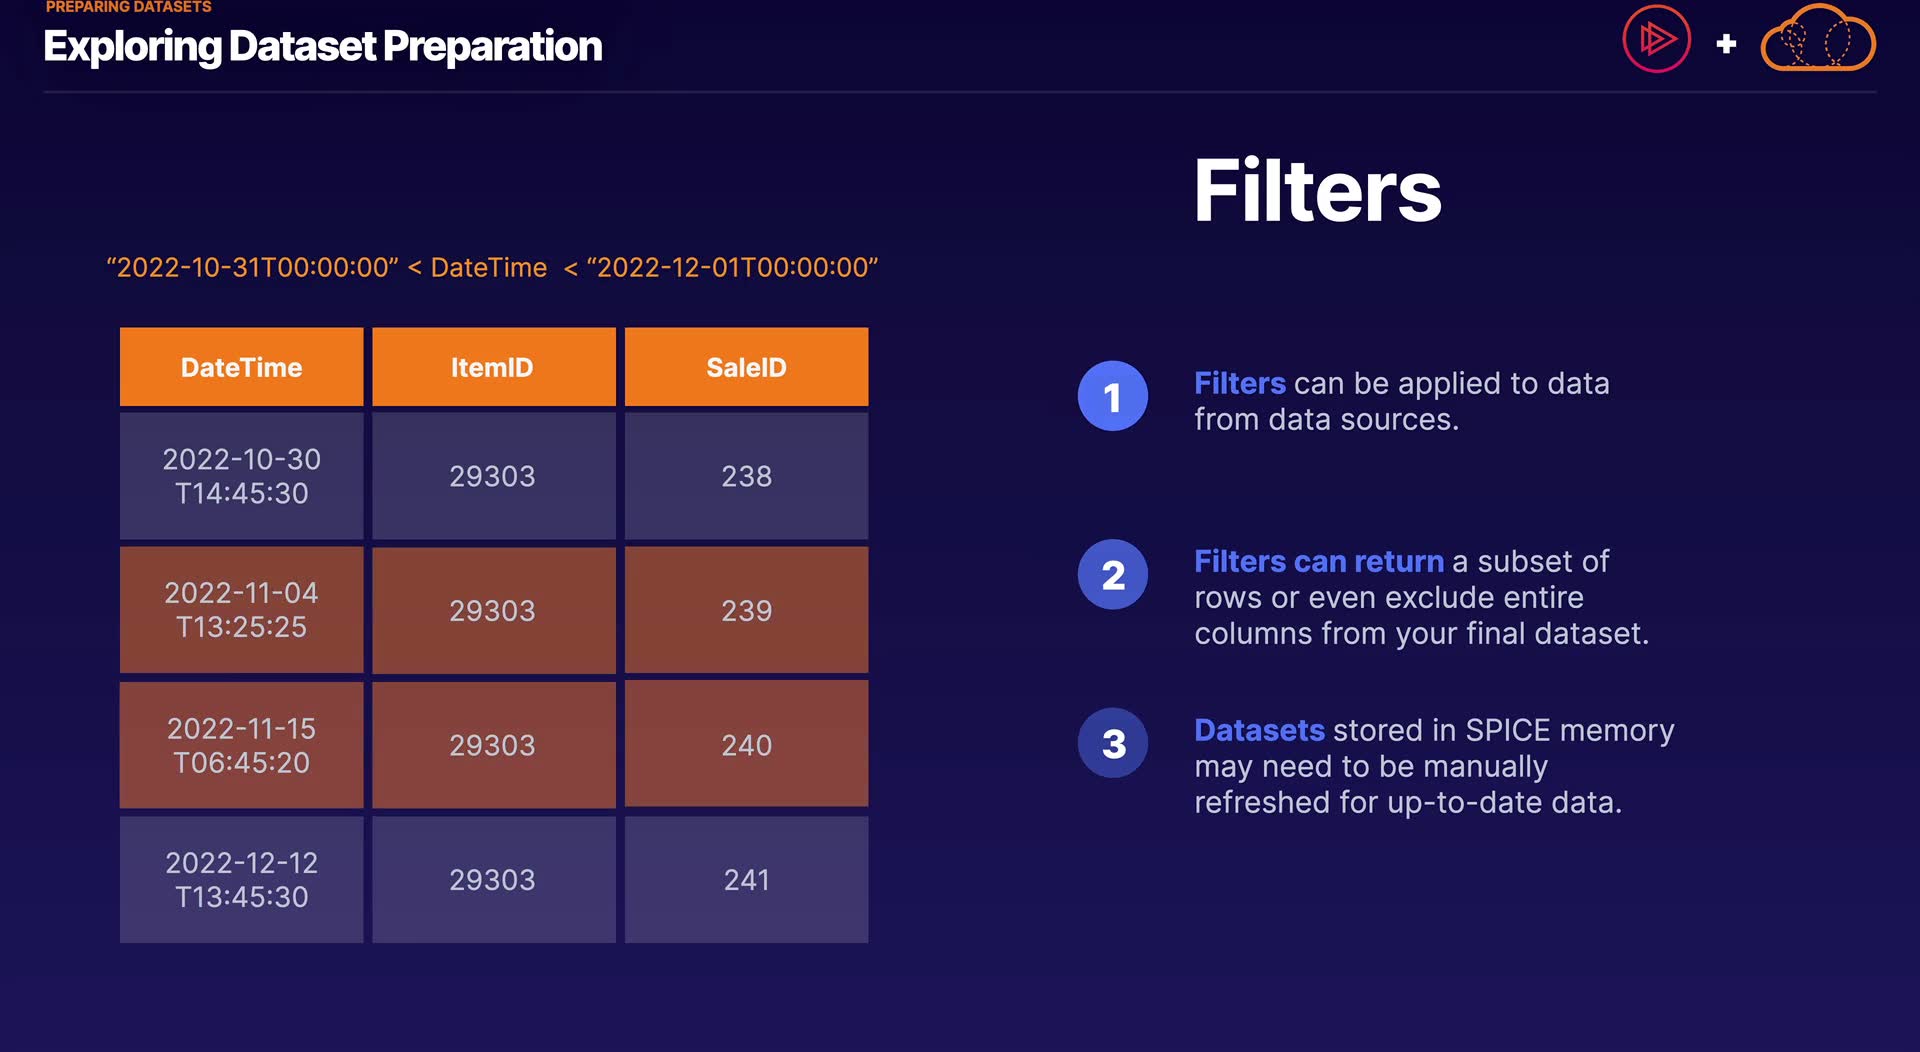 PREPARING DATASETS
Exploring Dataset Preparation
Filters
“2022-10-31T00:00:00” < DateTime < “2022-12-01T00:00:00”
DateTime ItemID SaleID
2022-10-30
T14:45:30
29303
238
2022-11-04
T13:25:25
29303
239
2022-11-15
T06:45:20
29303
240
2022-12-12
T13:45:30
29303
241
1
Filters can be applied to data
from data sources.
2
Filters can return a subset of
rows or even exclude entire
columns from your final dataset.
3
Datasets stored in SPICE memory
may need to be manually
refreshed for up-to-date data.